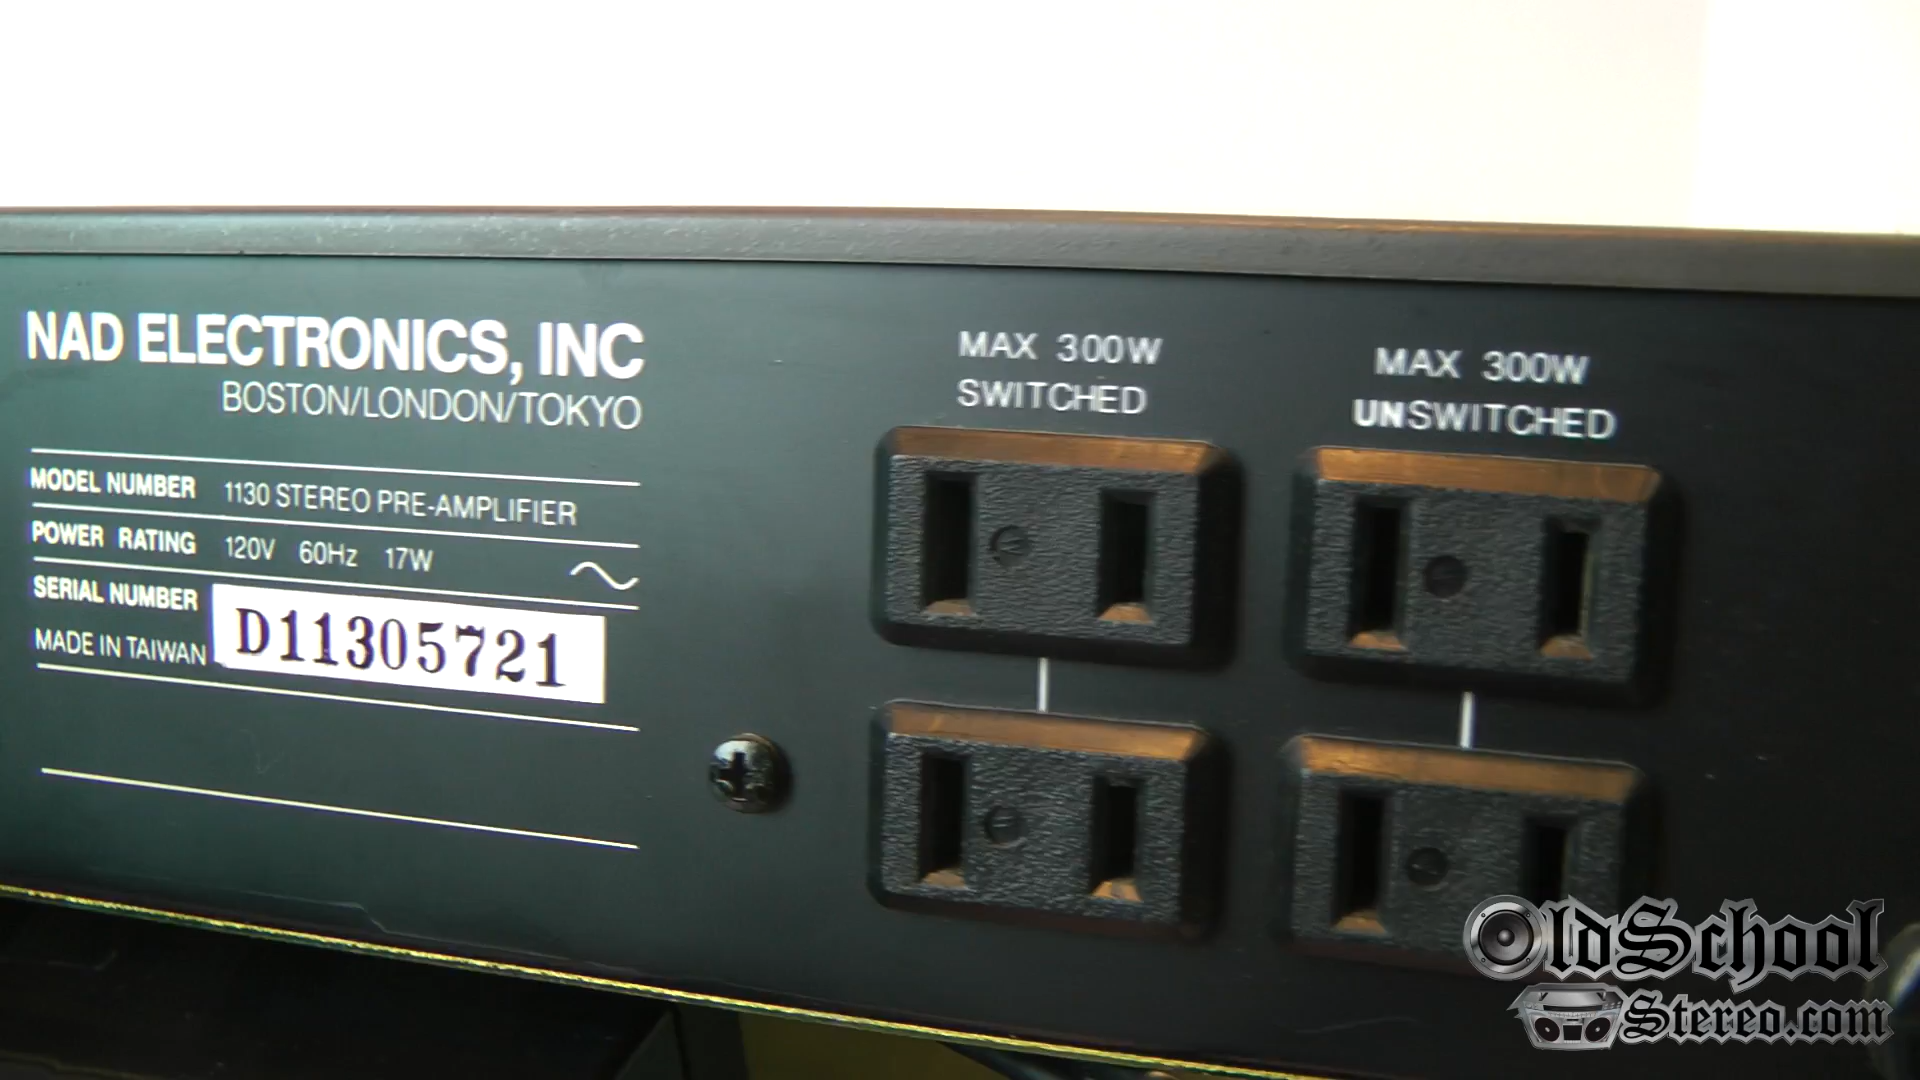 NAD ELECTRONICS, INC
BOSTON/LONDON/TOKYO
MODEL NUMBER 1130 STEREO PRE-AMPLIFIER
POWER RATING 120V 60Hz 17W
SERIAL NUMBER D11305721
MADE IN TAIWAN
MAX 300W
SWITCHED
MAX 300W
UNSWITCHED
OldSchool
Stereo.com